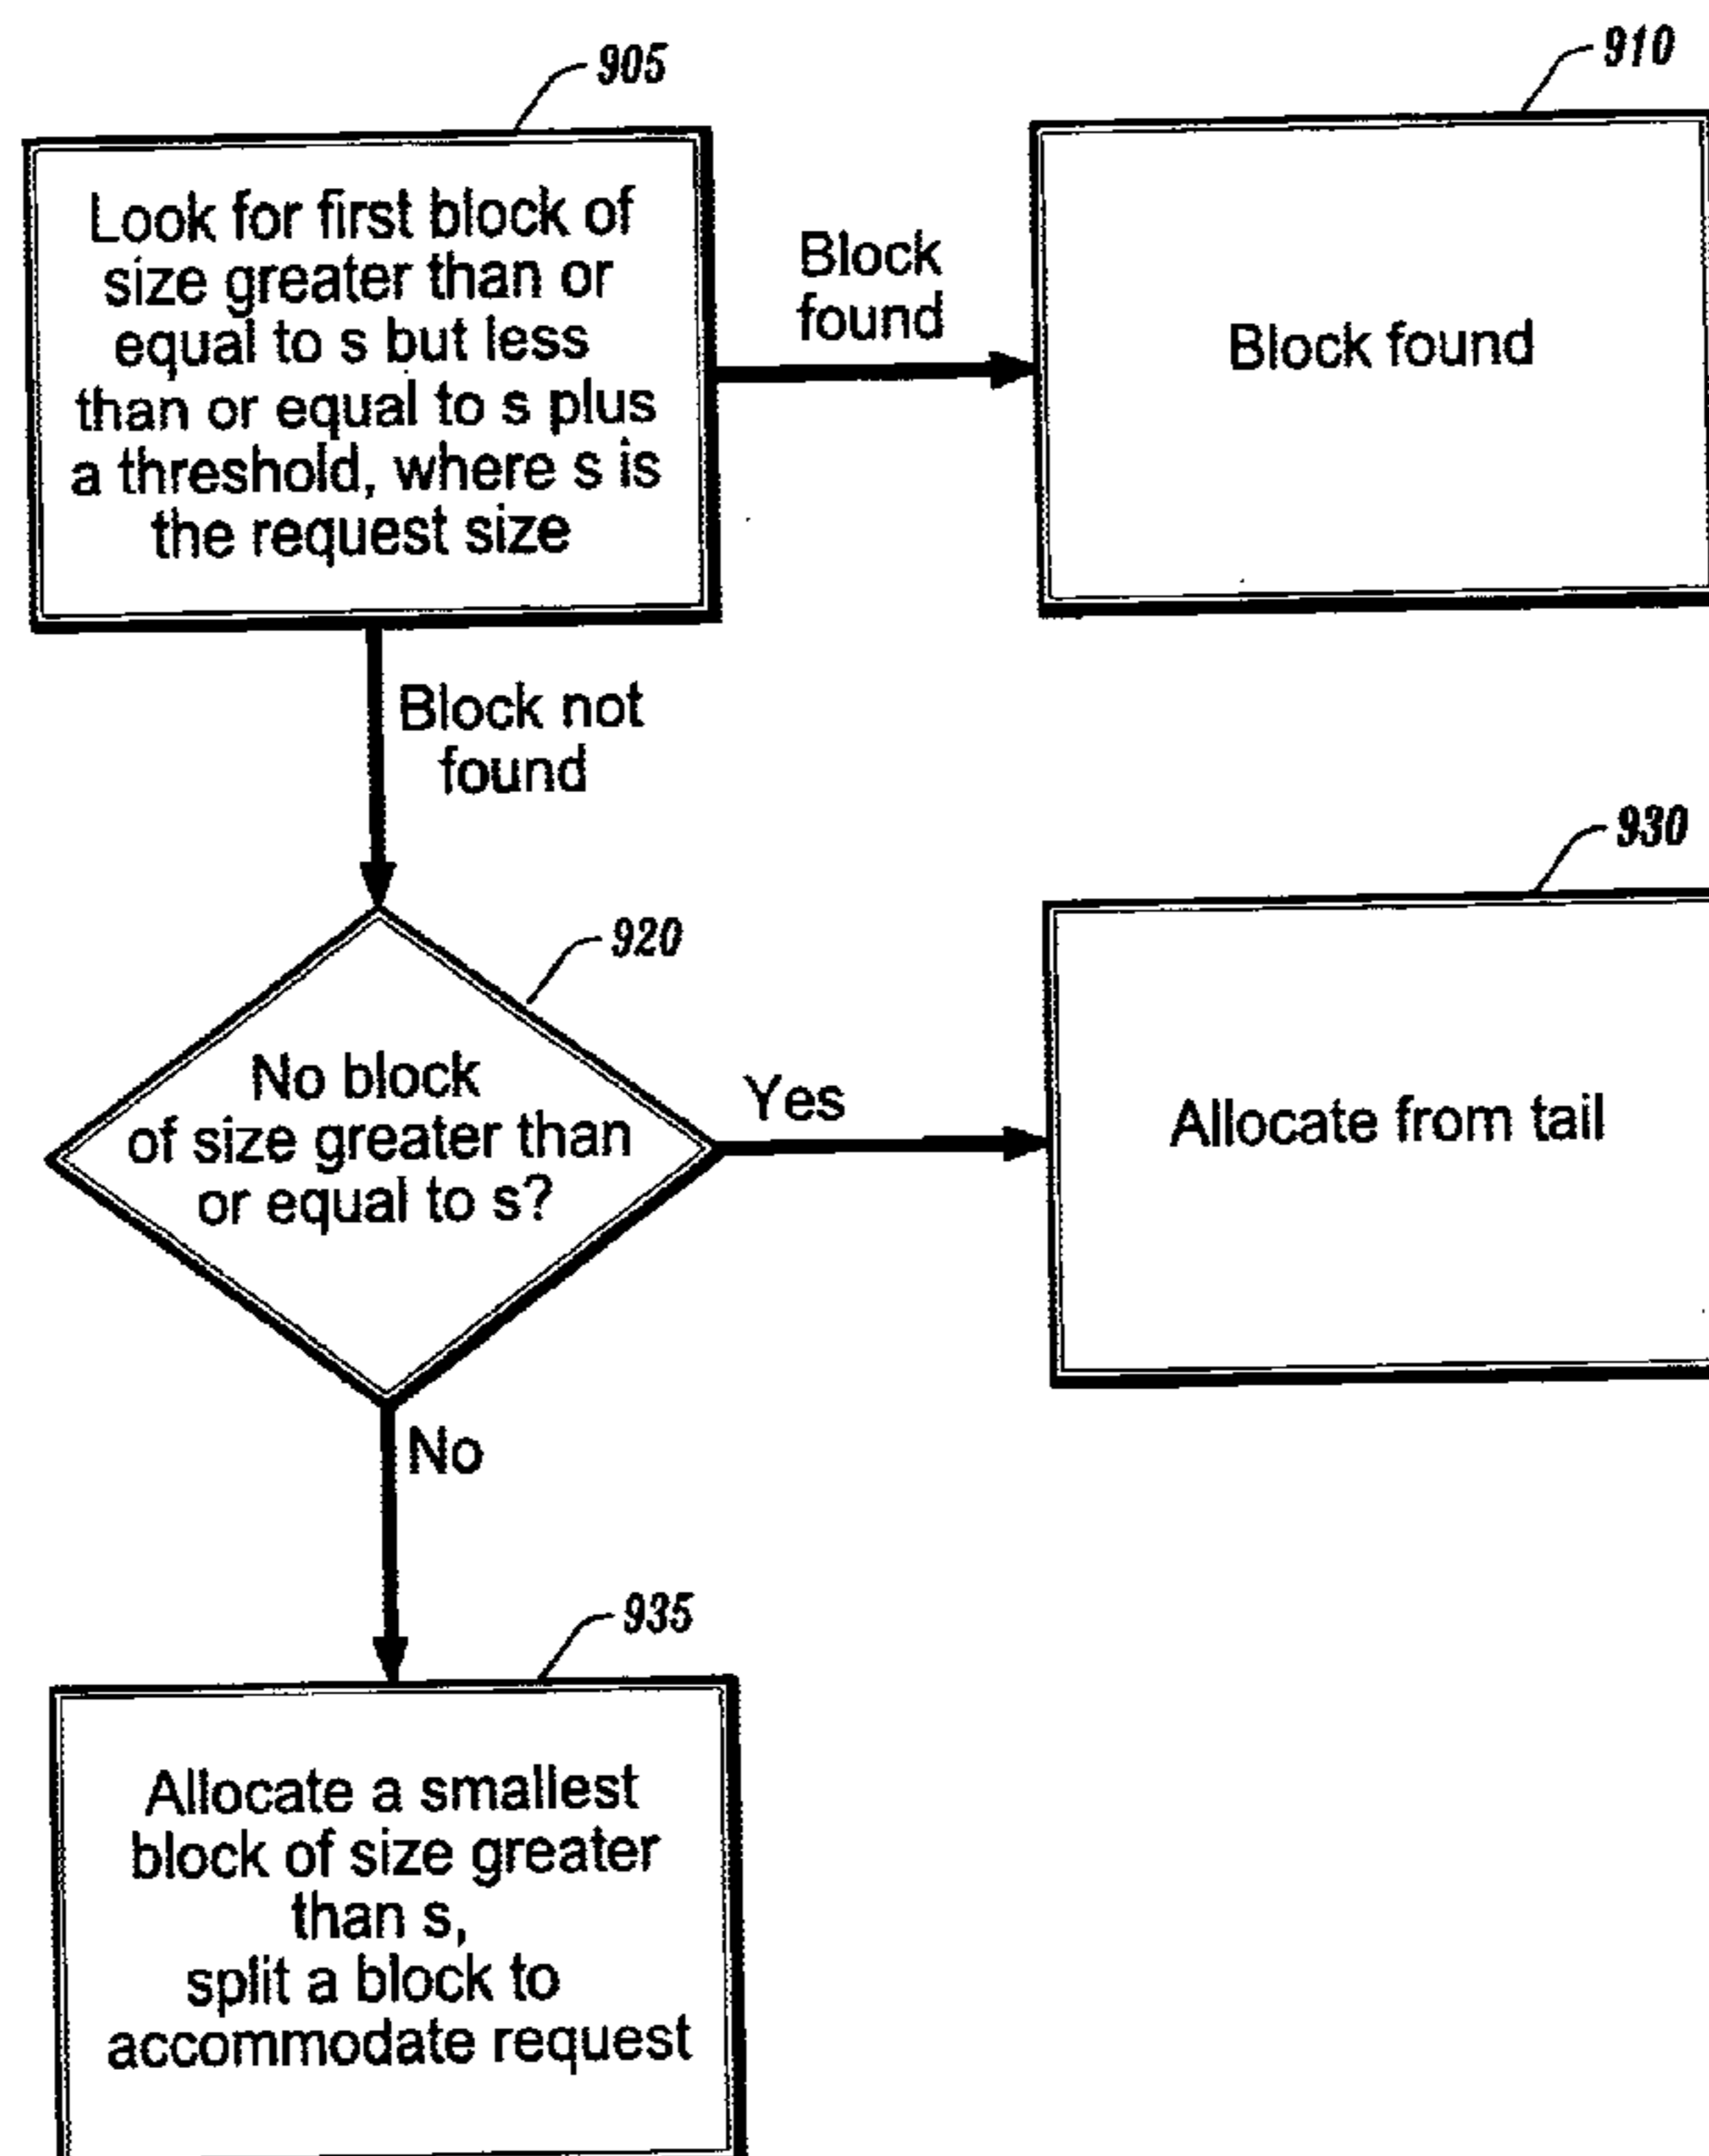 905
Look for first block of
size greater than or
equal to s but less
than or equal to s plus
a threshold, where s is
the request size
Block
found
910
Block found
Block not
found
920
No block
of size greater than
or equal to s?
Yes
930
Allocate from tail
No
935
Allocate a smallest
block of size greater
than s,
split a block to
accommodate request